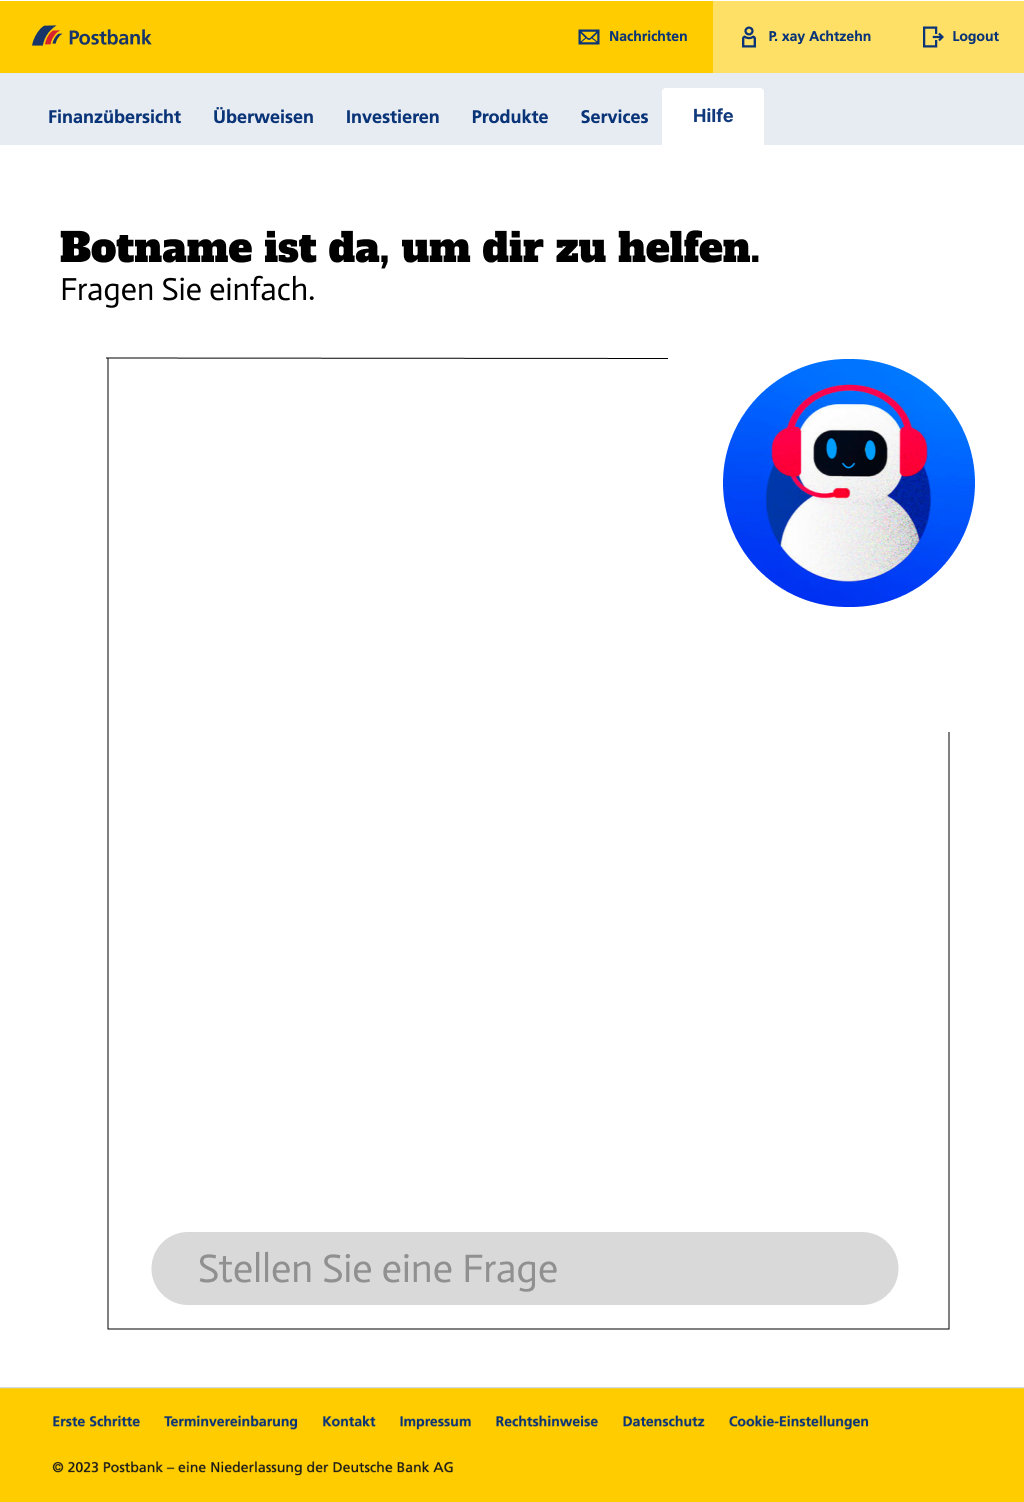 Postbank
Nachrichten
P. xay Achtzehn
Logout
Finanzübersicht Überweisen Investieren Produkte Services Hilfe
Botname ist da, um dir zu helfen.
Fragen Sie einfach.
Stellen Sie eine Frage
Erste Schritte Terminvereinbarung Kontakt Impressum Rechtshinweise Datenschutz Cookie-Einstellungen
© 2023 Postbank – eine Niederlassung der Deutsche Bank AG